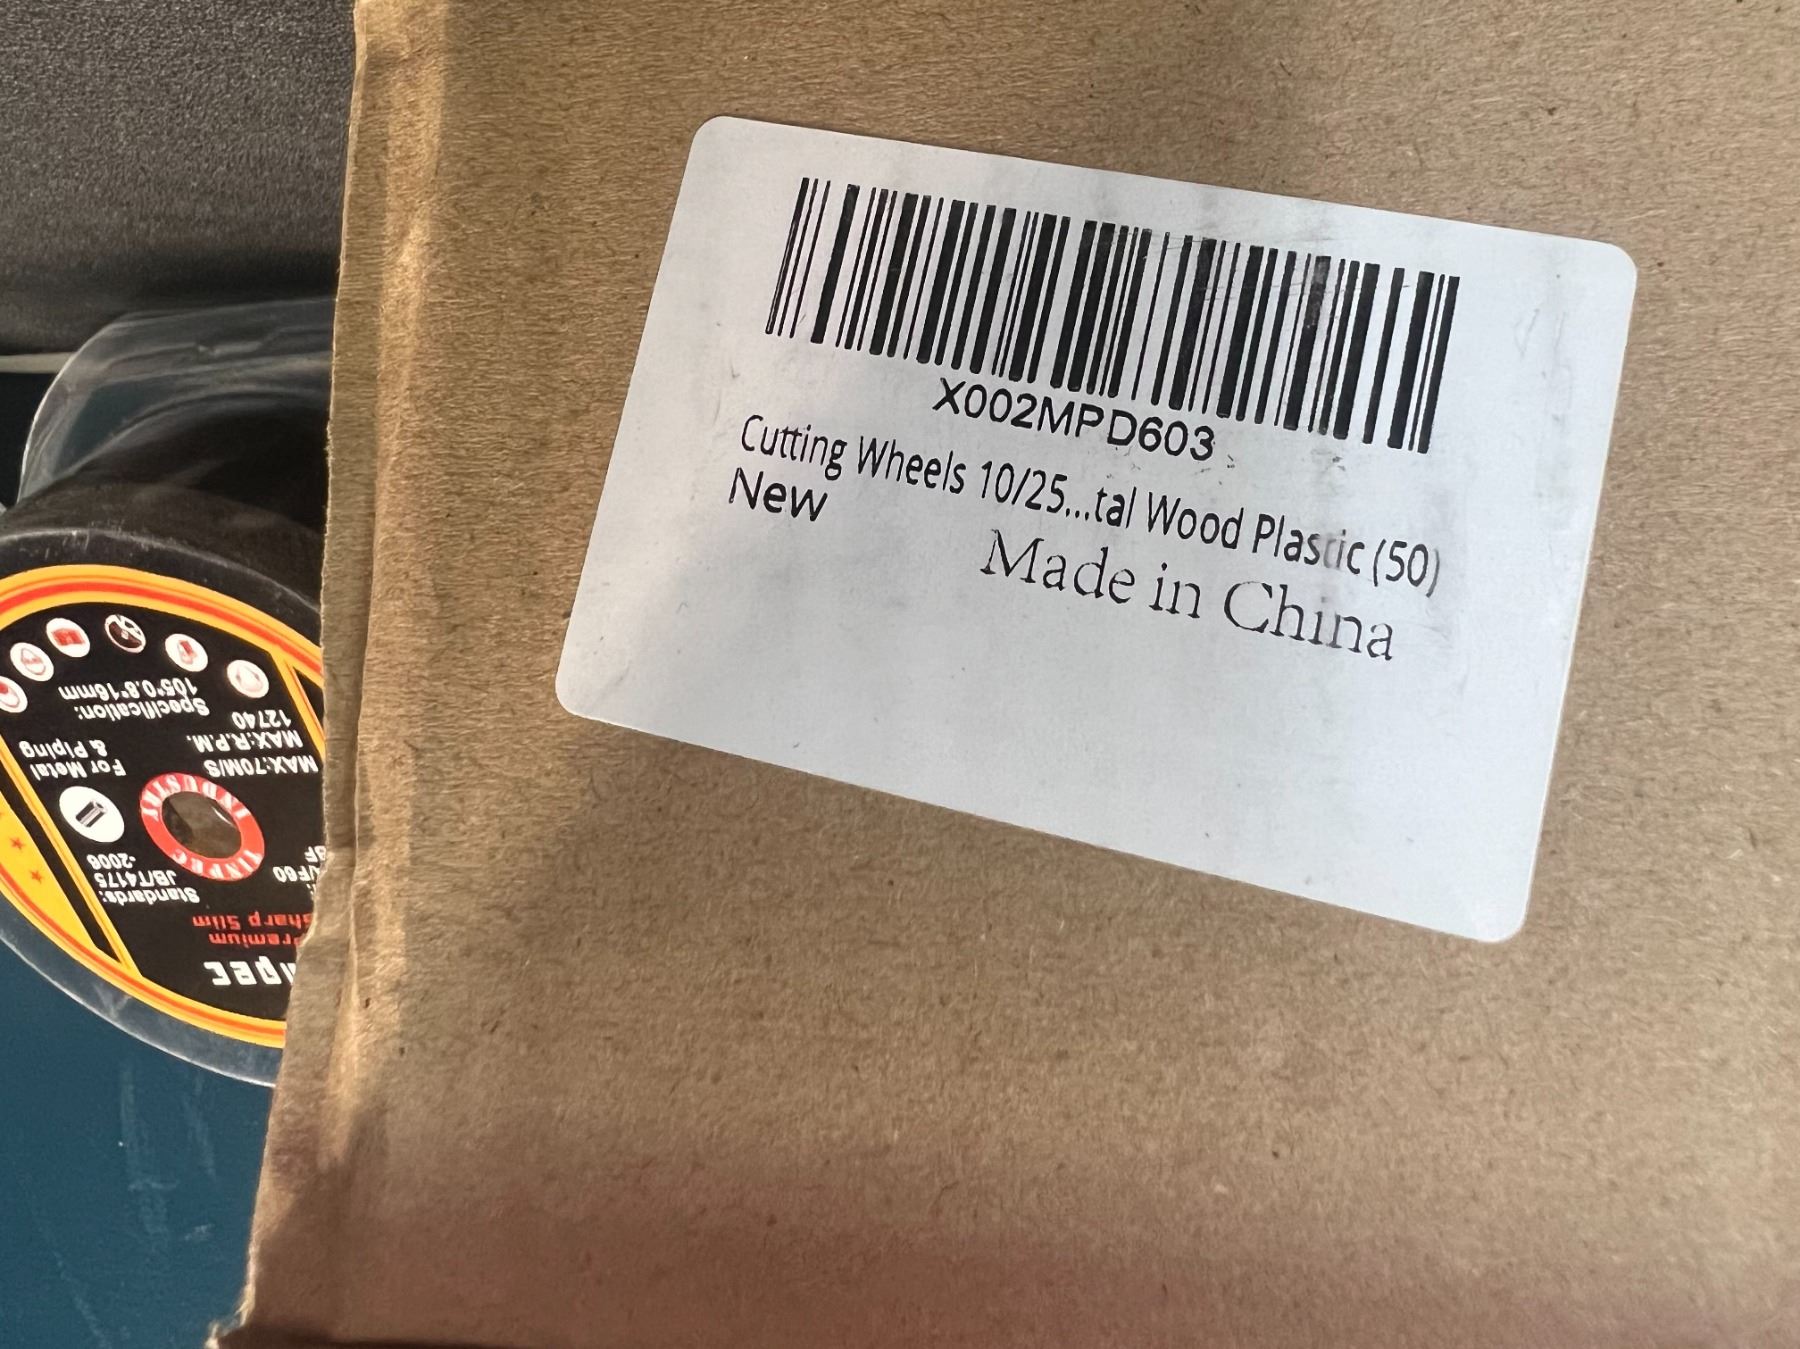 X002MPD603
Cutting Wheels 10/25...tal Wood Plastic (50)
New
Made in China
Premium
Sharp Slim
Standards:
JB/T4175
-2006
INDUSTRY
For Metal
& Piping
MAX:70M/S
MAX:R.P.M.
12740
Specification:
105*0.8*16mm